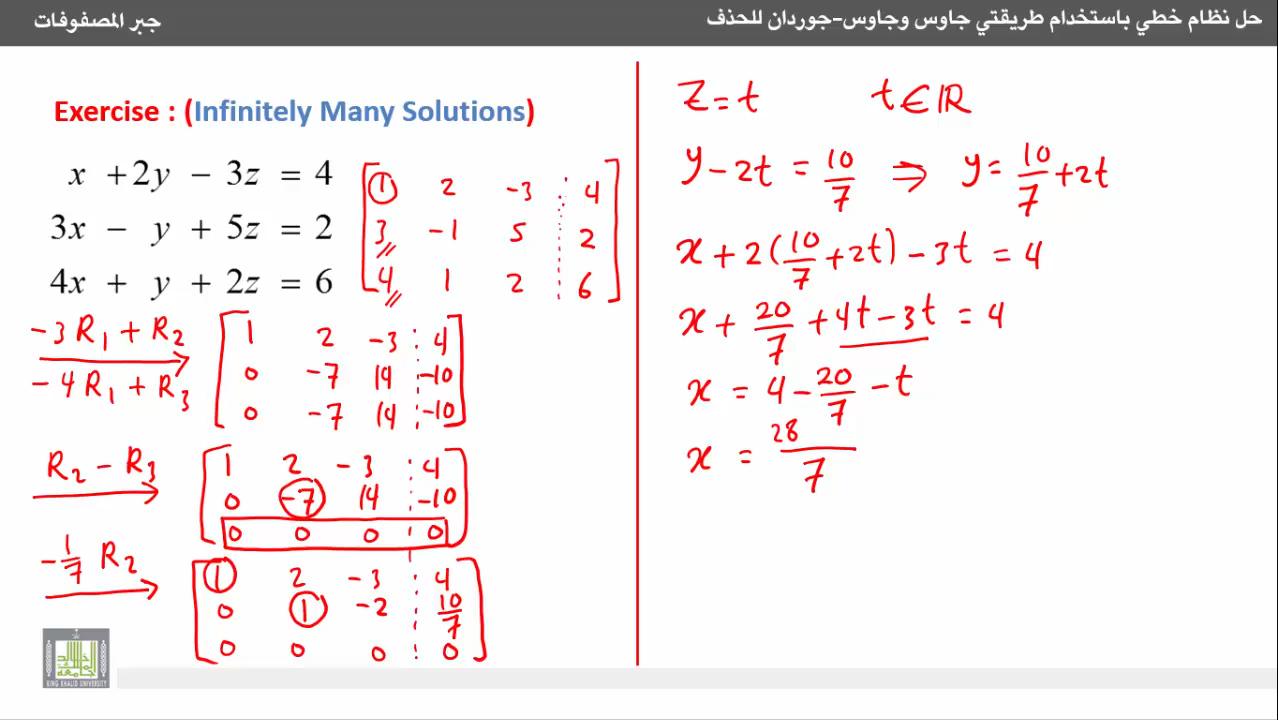 حل نظام خطي باستخدام طريقتي جاوس وجاوس-جوردان للحذف
جبر المصفوفات
Exercise : (Infinitely Many Solutions)
x + 2y − 3z = 4
3x − y + 5z = 2
4x + y + 2z = 6
1 2 -3 4
3 -1 5 2
4 1 2 6
-3R₁ + R₂
-4R₁ + R₃
1 2 -3 4
0 -7 14 -10
0 -7 14 -10
R₂ - R₃
1 2 -3 4
0 -7 14 -10
0 0 0 0
-1/7 R₂
1 2 -3 4
0 1 -2 10/7
0 0 0 0
z = t t ∈ ℝ
y - 2t = 10/7 ⇒ y = 10/7 + 2t
x + 2(10/7 + 2t) - 3t = 4
x + 20/7 + 4t - 3t = 4
x = 4 - 20/7 - t
x = 28/7
KING KHALID UNIVERSITY